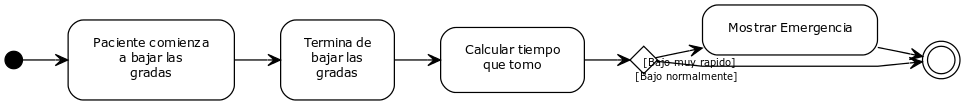 Paciente comienza
a bajar las
gradas
Termina de
bajar las
gradas
Calcular tiempo
que tomo
Mostrar Emergencia
[Bajo muy rapido]
[Bajo normalmente]